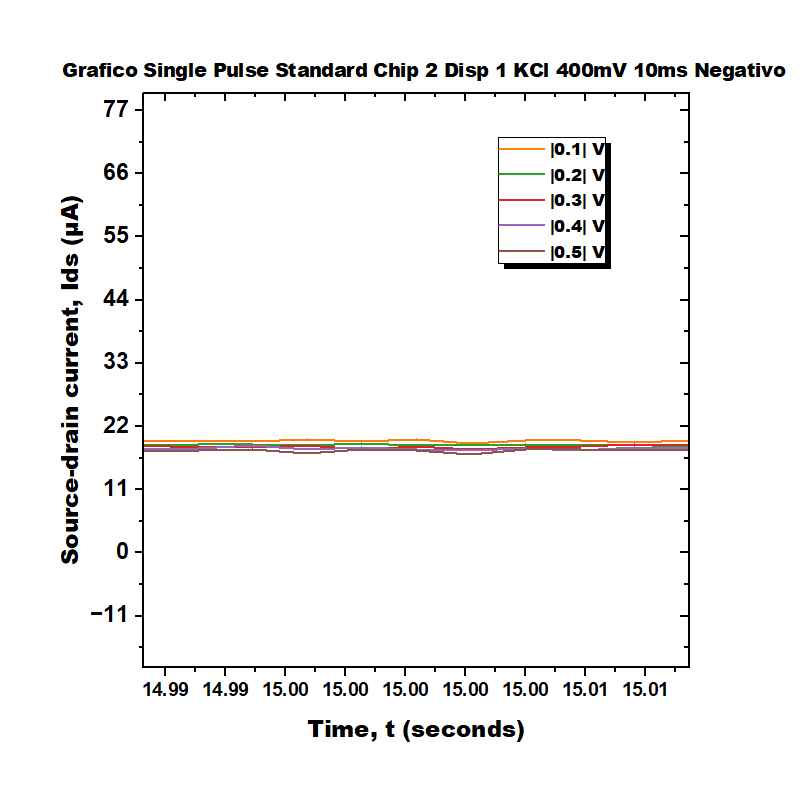 Grafico Single Pulse Standard Chip 2 Disp 1 KCl 400mV 10ms Negativo
77
66
55
44
33
22
11
0
−11
Source-drain current, Ids (µA)
|0.1| V
|0.2| V
|0.3| V
|0.4| V
|0.5| V
14.99 14.99 15.00 15.00 15.00 15.00 15.00 15.01 15.01
Time, t (seconds)